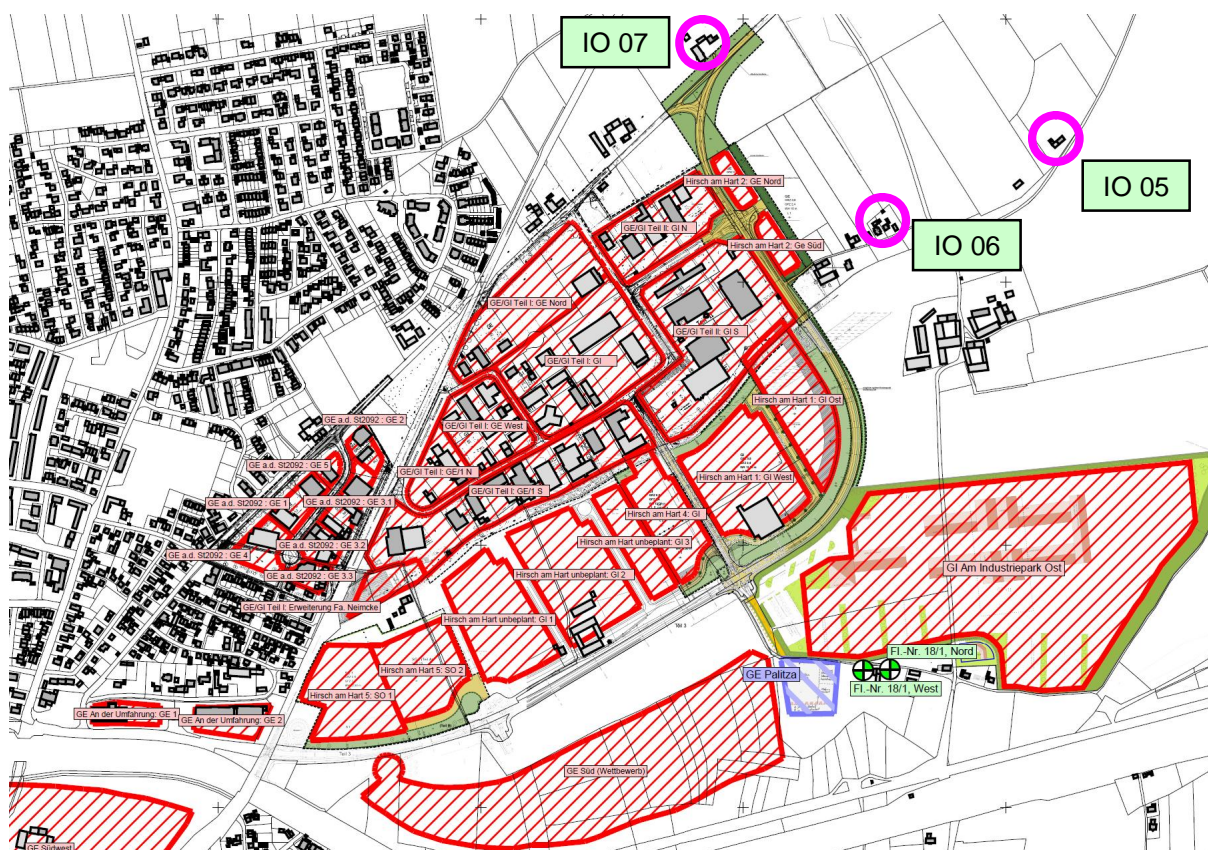 IO 07
IO 05
IO 06
Hirsch am Hart 2: GE Nord
GE/GI Teil II: GI N
Hirsch am Hart 2: Ge Süd
GE/GI Teil I: GE Nord
GE/GI Teil II: GI S
GE/GI Teil I: GI
Hirsch am Hart 1: GI Ost
GE a.d. St2092 : GE 2
GE/GI Teil I: GE West
GE a.d. St2092 : GE 5
GE/GI Teil I: GE/1 N
Hirsch am Hart 1: GI West
GE/GI Teil I: GE/1 S
GE a.d. St2092 : GE 1
GE a.d. St2092 : GE 3.1
Hirsch am Hart 4: GI
GE a.d. St2092 : GE 3.2
Hirsch am Hart unbeplant: GI 3
GE a.d. St2092 : GE 4
GI Am Industriepark Ost
GE a.d. St2092 : GE 3.3
Hirsch am Hart unbeplant: GI 2
GE/GI Teil I: Erweiterung Fa. Neimcke
Hirsch am Hart unbeplant: GI 1
Fl.-Nr. 18/1, Nord
Hirsch am Hart 5: SO 2
GE Palitza
Fl.-Nr. 18/1, West
Hirsch am Hart 5: SO 1
GE An der Umfahrung: GE 1
GE An der Umfahrung: GE 2
GE Süd (Wettbewerb)
GE Südwest